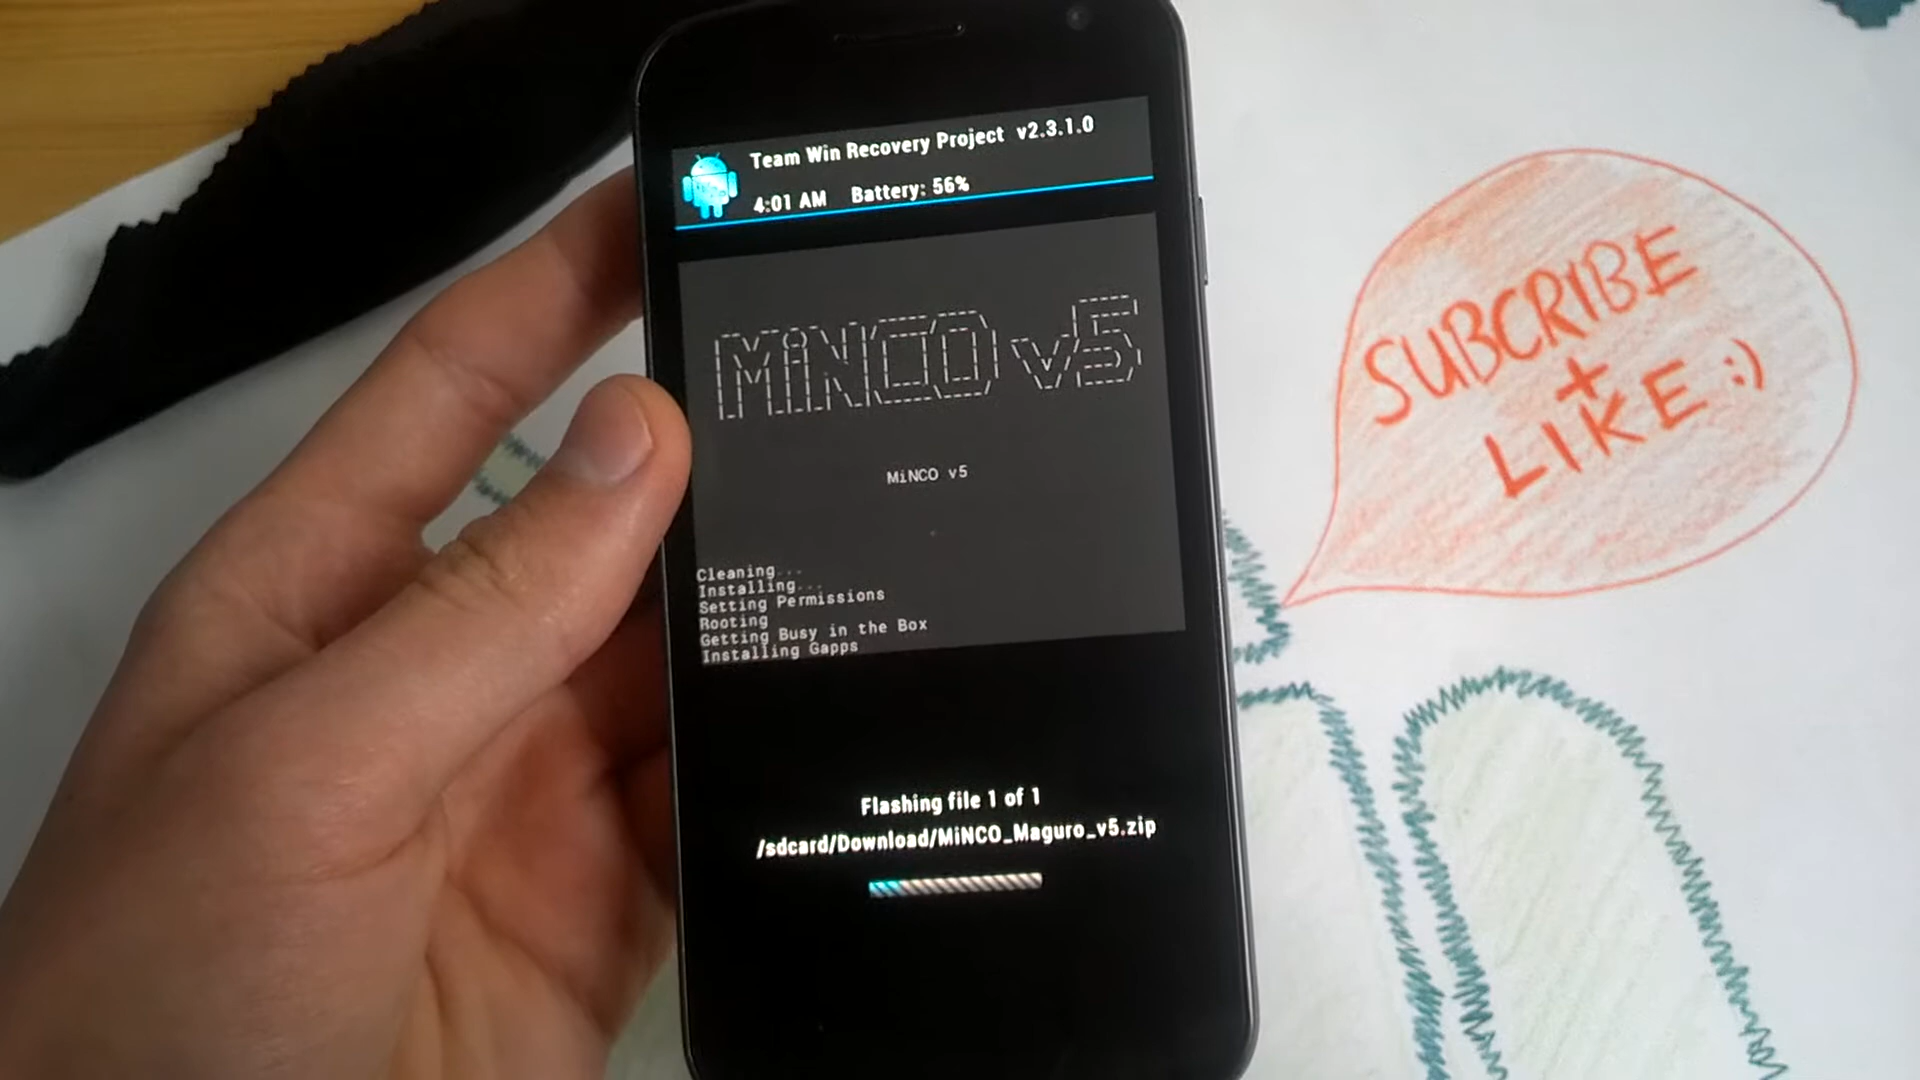 Team Win Recovery Project v2.3.1.0
4:01 AM Battery: 56%
MiNCO v5
MiNCO v5
Cleaning...
Installing...
Setting Permissions
Rooting
Getting Busy in the Box
Installing Gapps
Flashing file 1 of 1
/sdcard/Download/MiNCO_Maguro_v5.zip
SUBCRIBE
+
LIKE :)